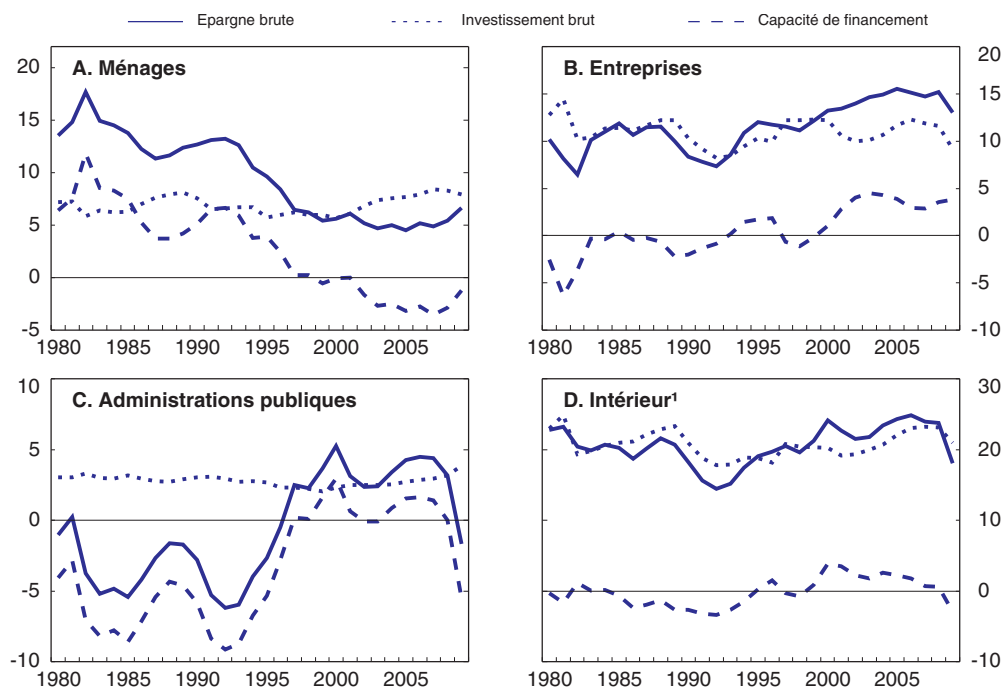 Epargne brute Investissement brut Capacité de financement
A. Ménages
20
15
10
5
0
-5
1980 1985 1990 1995 2000 2005
B. Entreprises
20
15
10
5
0
-5
-10
1980 1985 1990 1995 2000 2005
C. Administrations publiques
10
5
0
-5
-10
1980 1985 1990 1995 2000 2005
D. Intérieur¹
30
20
10
0
-10
1980 1985 1990 1995 2000 2005